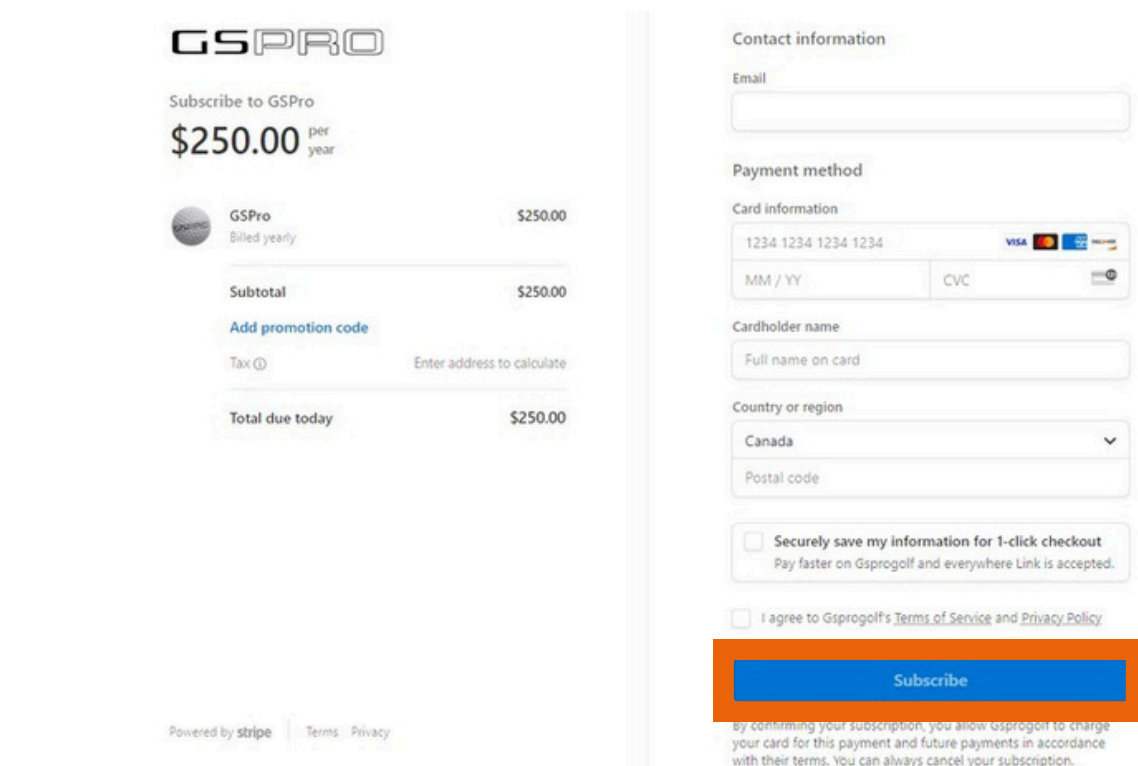 GSPRO
Subscribe to GSPro
$250.00 per year
GSPro $250.00
Billed yearly
Subtotal $250.00
Add promotion code
Tax Enter address to calculate
Total due today $250.00
Powered by stripe Terms Privacy
Contact information
Email
Payment method
Card information
1234 1234 1234 1234 VISA
MM / YY CVC
Cardholder name
Full name on card
Country or region
Canada
Postal code
Securely save my information for 1-click checkout
Pay faster on Gsprogolf and everywhere Link is accepted.
I agree to Gsprogolf's Terms of Service and Privacy Policy
Subscribe
By confirming your subscription, you allow Gsprogolf to charge
your card for this payment and future payments in accordance
with their terms. You can always cancel your subscription.